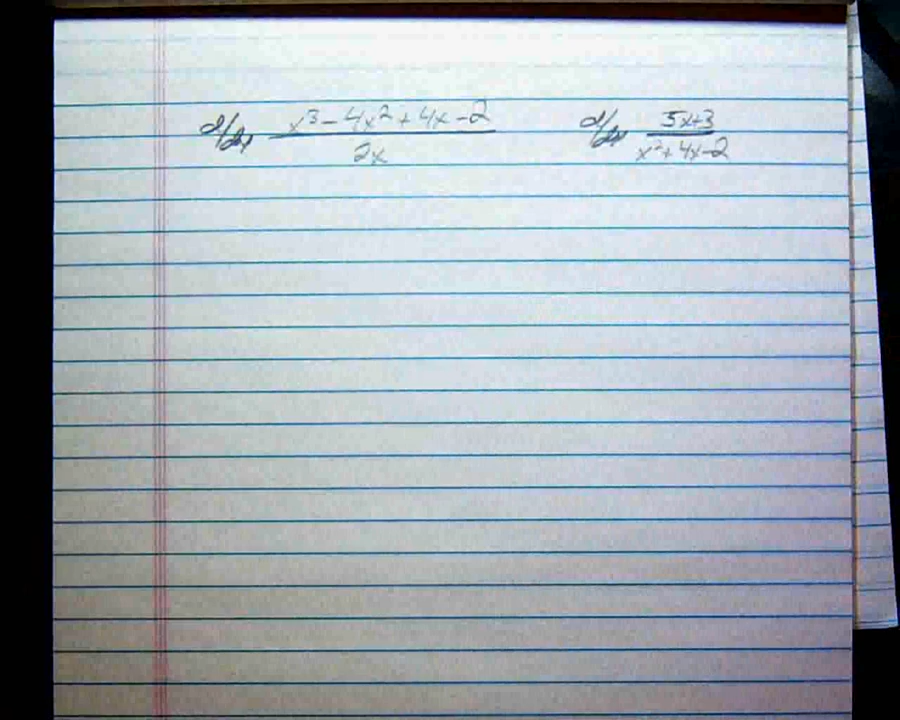 d/dx x³ - 4x² + 4x - 2 / 2x
d/dx 5x+3 / x²+4x-2